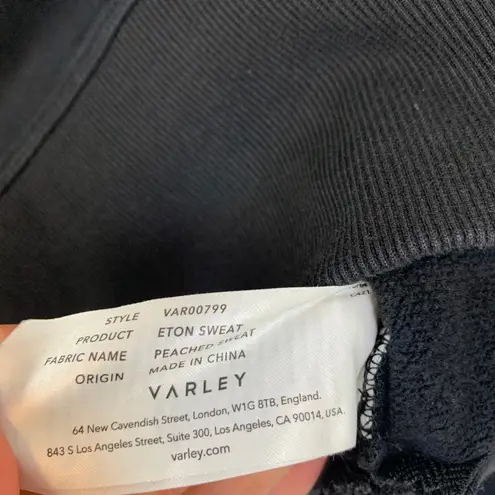 STYLE VAR00799
PRODUCT ETON SWEAT
FABRIC NAME PEACHED SWEAT
ORIGIN MADE IN CHINA
VARLEY
64 New Cavendish Street, London, W1G 8TB, England.
843 S Los Angeles Street, Suite 300, Los Angeles, CA 90014, USA.
varley.com